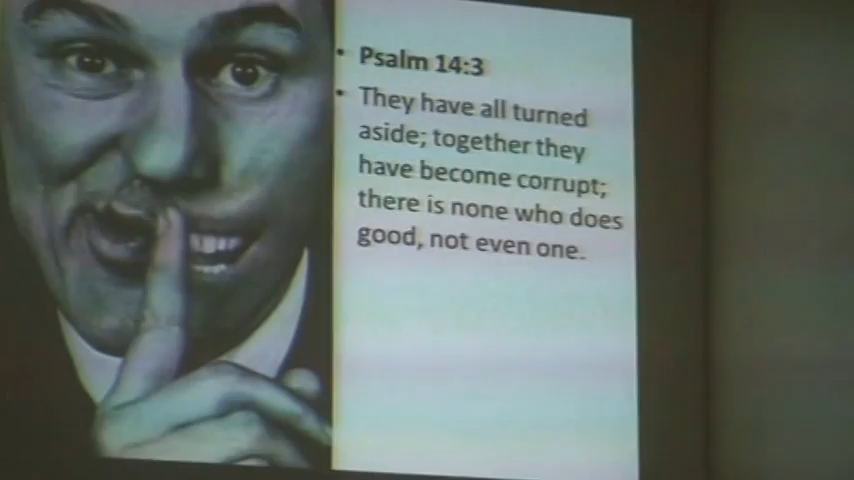 • Psalm 14:3
• They have all turned
aside; together they
have become corrupt;
there is none who does
good, not even one.